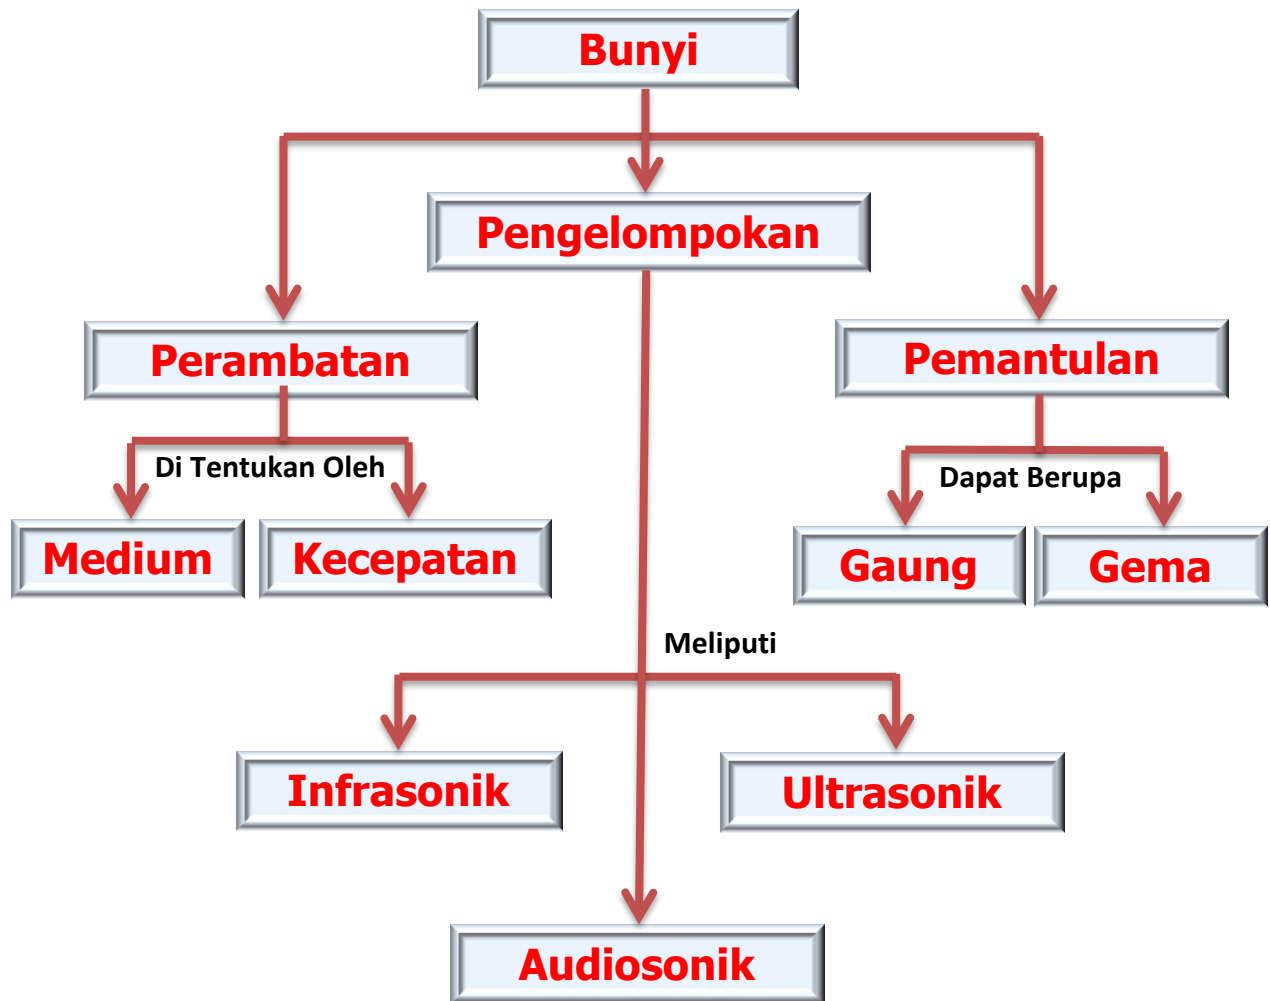 Bunyi
Pengelompokan
Perambatan
Pemantulan
Di Tentukan Oleh
Dapat Berupa
Medium
Kecepatan
Gaung
Gema
Meliputi
Infrasonik
Ultrasonik
Audiosonik